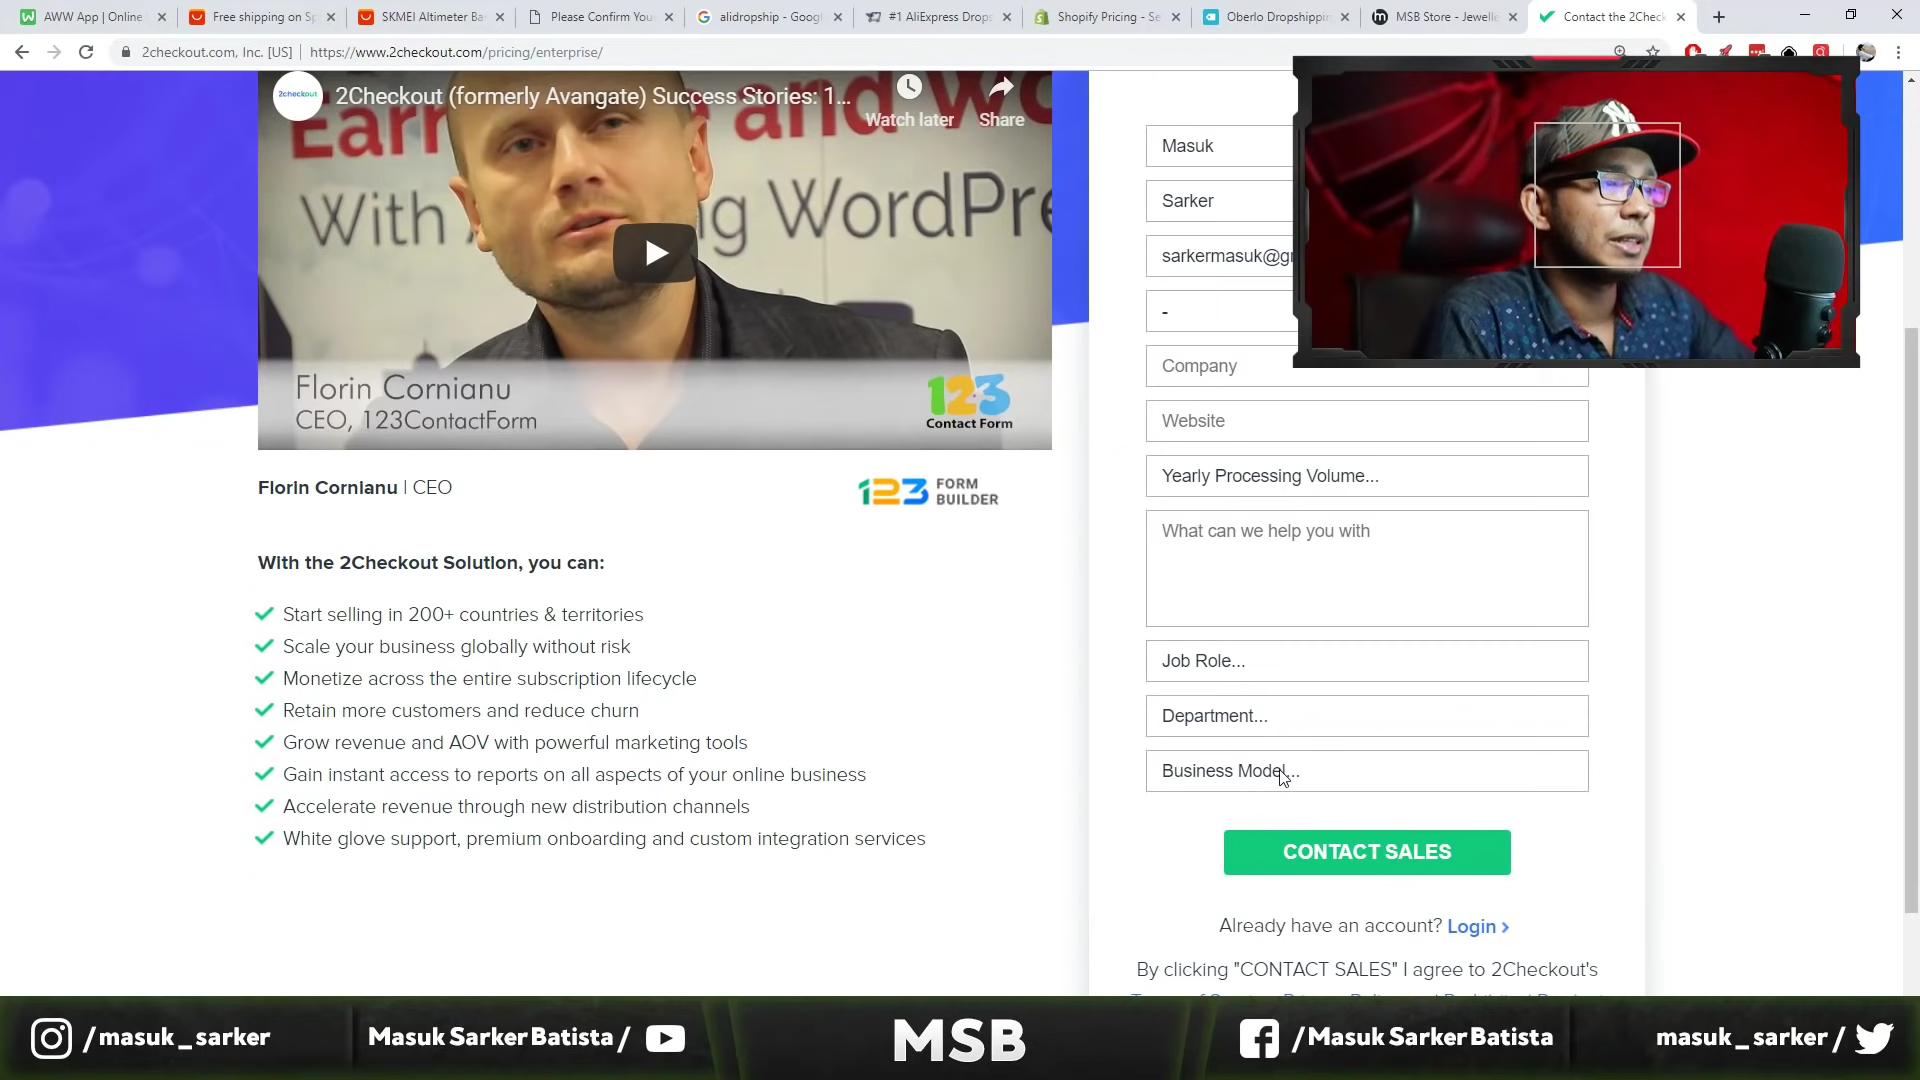 AWW App | Online
Free shipping on Sp
SKMEI Altimeter Ba
Please Confirm You
alidropship - Googl
#1 AliExpress Drops
Shopify Pricing - Se
Oberlo Dropshippin
MSB Store - Jewelle
Contact the 2Check
2checkout.com, Inc. [US] | https://www.2checkout.com/pricing/enterprise/
2checkout
2Checkout (formerly Avangate) Success Stories: 1...
Watch later
Share
Florin Cornianu
CEO, 123ContactForm
123
Contact Form
Florin Cornianu | CEO
123 FORM
BUILDER
With the 2Checkout Solution, you can:
Start selling in 200+ countries & territories
Scale your business globally without risk
Monetize across the entire subscription lifecycle
Retain more customers and reduce churn
Grow revenue and AOV with powerful marketing tools
Gain instant access to reports on all aspects of your online business
Accelerate revenue through new distribution channels
White glove support, premium onboarding and custom integration services
Masuk
Sarker
sarkermasuk@g
-
Company
Website
Yearly Processing Volume...
What can we help you with
Job Role...
Department...
Business Model...
CONTACT SALES
Already have an account? Login >
By clicking "CONTACT SALES" I agree to 2Checkout's
/masuk_sarker
Masuk Sarker Batista /
MSB
/Masuk Sarker Batista
masuk_sarker /